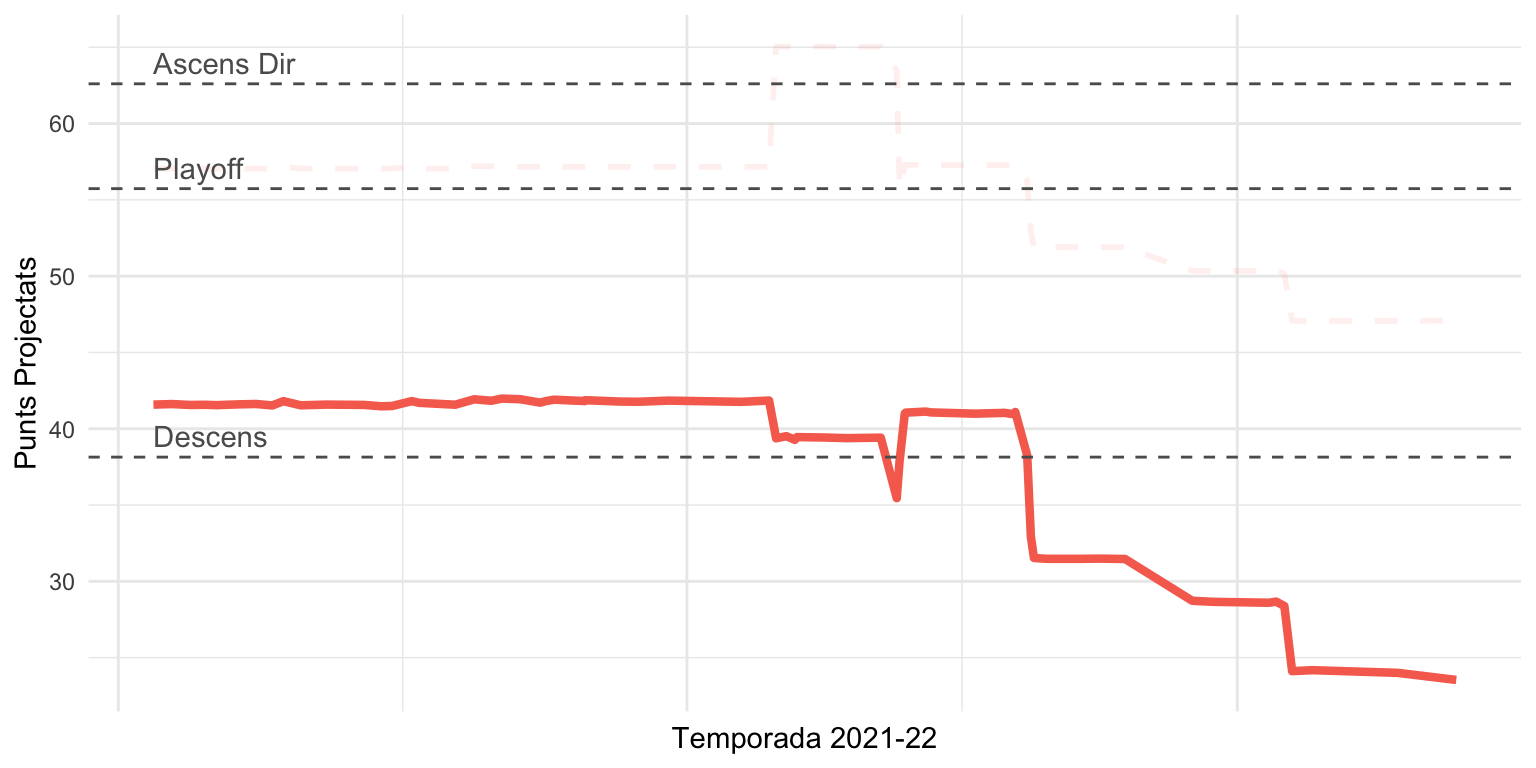 Ascens Dir
60
Playoff
50
Punts Projectats
40
Descens
30
Temporada 2021-22